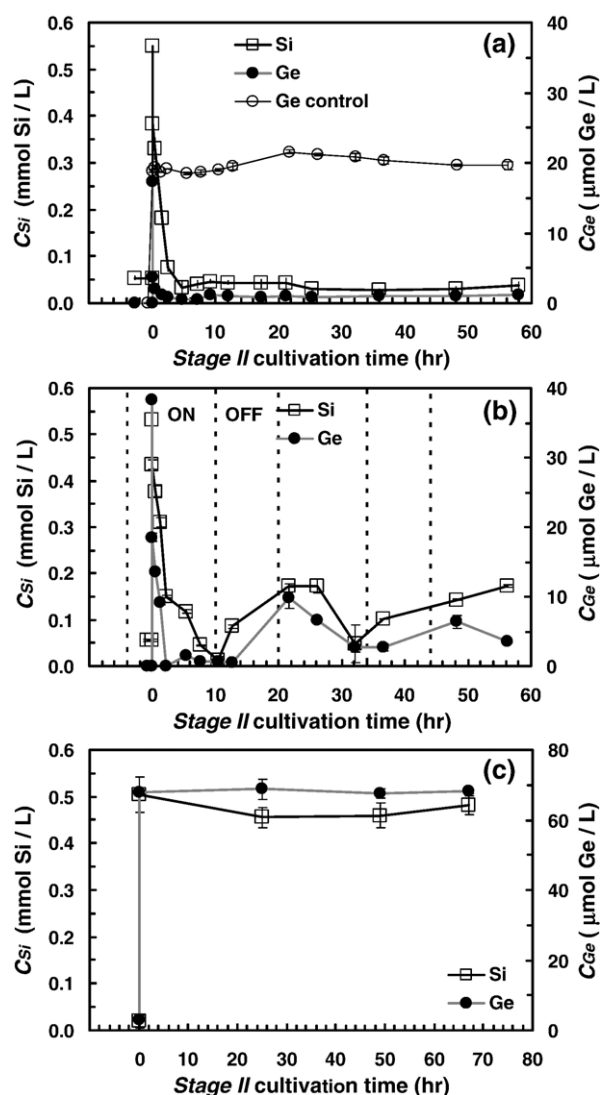 (a)
Si
Ge
Ge control
0.6
0.5
0.4
0.3
0.2
0.1
0.0
CSi (mmol Si / L)
40
30
20
10
0
CGe ( μmol Ge / L)
0 10 20 30 40 50 60
Stage II cultivation time (hr)
(b)
ON OFF
Si
Ge
0.6
0.5
0.4
0.3
0.2
0.1
0.0
CSi (mmol Si / L)
40
30
20
10
0
CGe ( μmol Ge / L)
0 10 20 30 40 50 60
Stage II cultivation time (hr)
(c)
Si
Ge
0.6
0.5
0.4
0.3
0.2
0.1
0.0
CSi (mmol Si / L)
80
60
40
20
0
CGe ( μmol Ge / L)
0 10 20 30 40 50 60 70 80
Stage II cultivation time (hr)